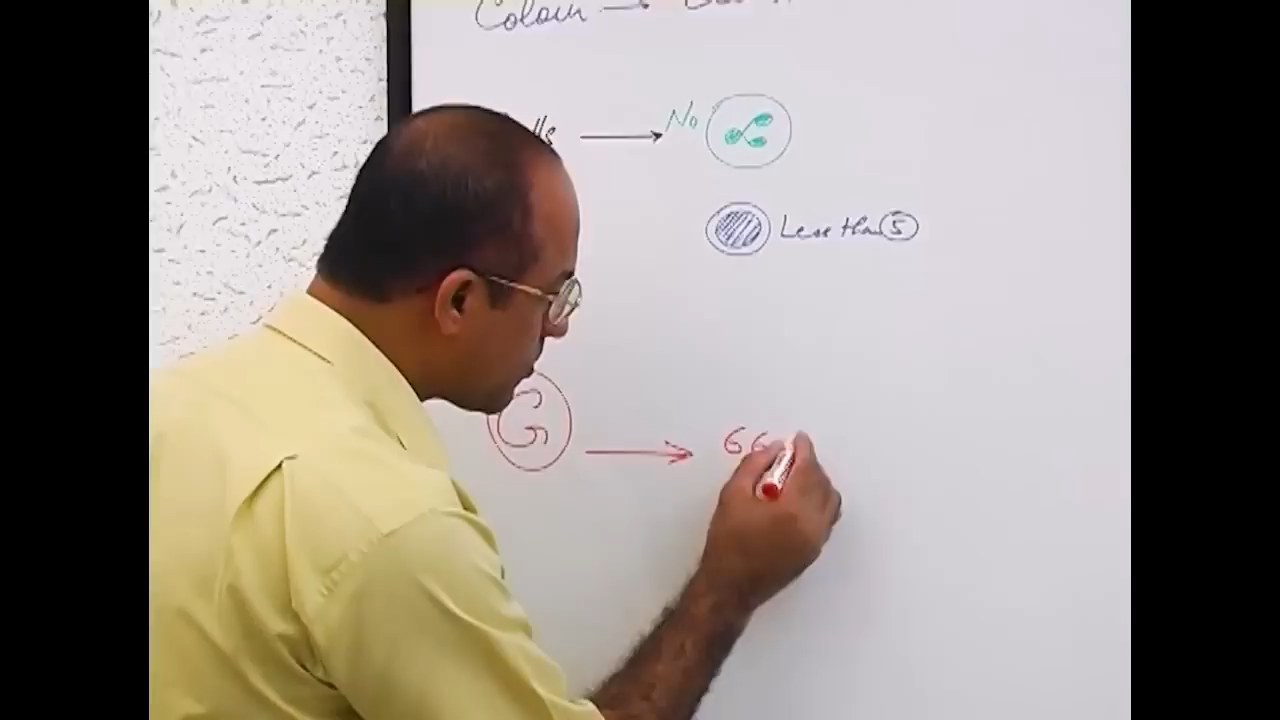 Colour →
lls → No
Less than 5
G → 66